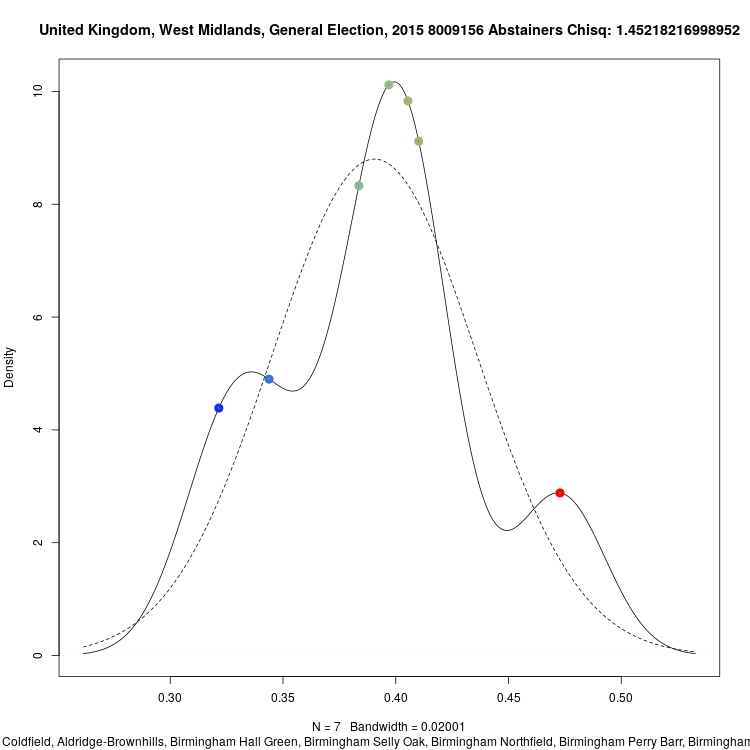 United Kingdom, West Midlands, General Election, 2015 8009156 Abstainers Chisq: 1.45218216998952
10
8
6
4
2
0
Density
0.30 0.35 0.40 0.45 0.50
N = 7 Bandwidth = 0.02001
Coldfield, Aldridge-Brownhills, Birmingham Hall Green, Birmingham Selly Oak, Birmingham Northfield, Birmingham Perry Barr, Birmingham